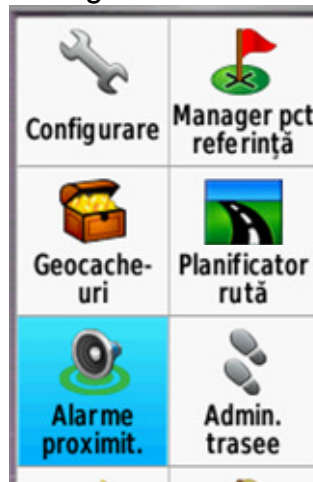 Configurare
Manager pct
referință
Geocache-
uri
Planificator
rută
Alarme
proximit.
Admin.
trasee